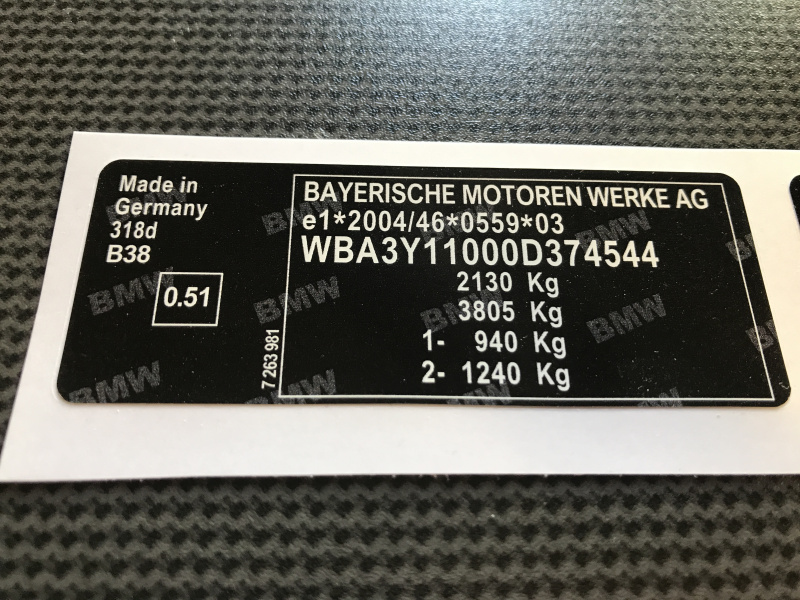 Made in
Germany
318d
B38
0.51
7 263 981
BAYERISCHE MOTOREN WERKE AG
e1*2004/46*0559*03
WBA3Y11000D374544
2130 Kg
3805 Kg
1- 940 Kg
2- 1240 Kg
BMW
BMW
BMW
BMW
BMW
BMW
BMW
BMW